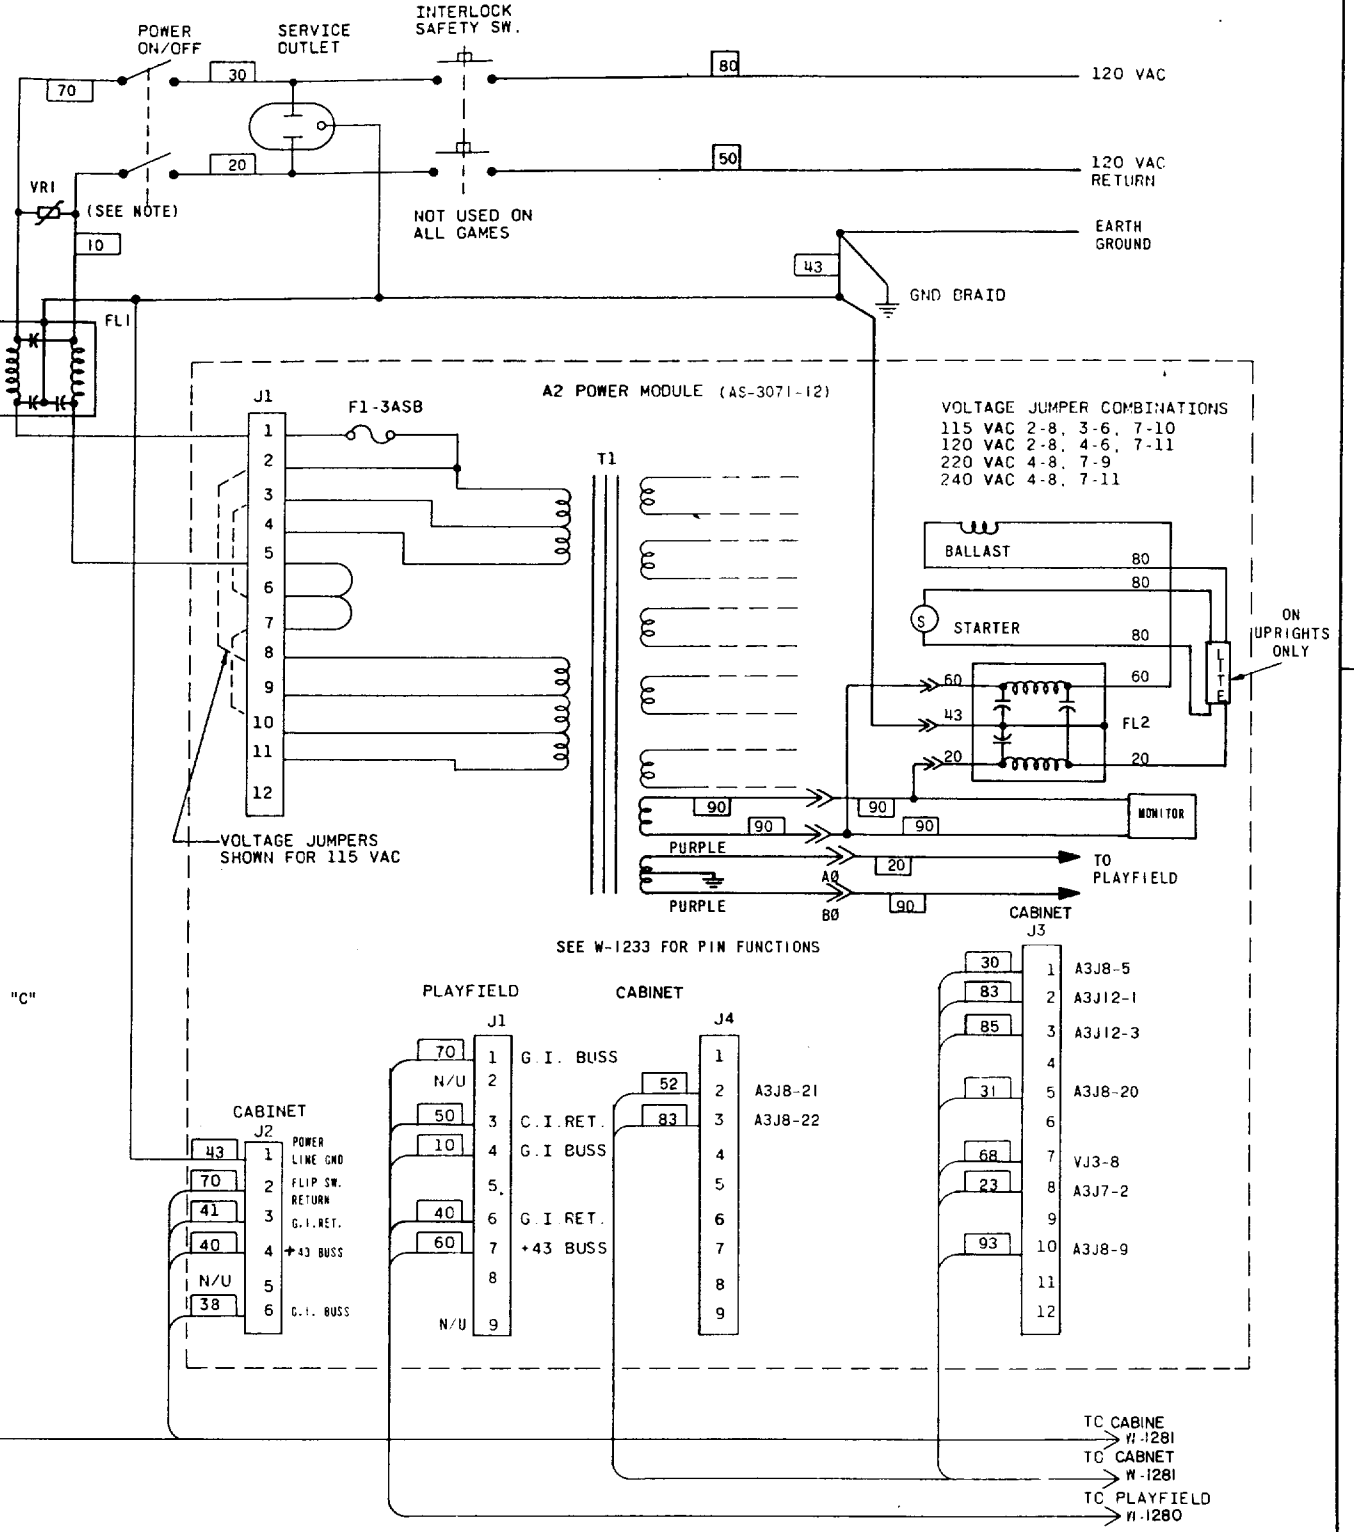 INTERLOCK
SAFETY SW.
POWER
ON/OFF
SERVICE
OUTLET
70
30
80
120 VAC
20
50
120 VAC
RETURN
VR1
(SEE NOTE)
10
NOT USED ON
ALL GAMES
EARTH
GROUND
43
GND BRAID
FL1
A2 POWER MODULE (AS-3071-12)
J1
F1-3ASB
VOLTAGE JUMPER COMBINATIONS
115 VAC 2-8, 3-6, 7-10
120 VAC 2-8, 4-6, 7-11
220 VAC 4-8, 7-9
240 VAC 4-8, 7-11
T1
1
2
3
4
5
6
7
8
9
10
11
12
BALLAST
80
80
S
STARTER
80
LITE
ON
UPRIGHTS
ONLY
60
60
43
FL2
20
20
90
90
MONITOR
90
90
PURPLE
VOLTAGE JUMPERS
SHOWN FOR 115 VAC
A0
20
TO
PLAYFIELD
PURPLE
B0
90
SEE W-1233 FOR PIN FUNCTIONS
"C"
CABINET
J2
43 1 POWER LINE GND
70 2 FLIP SW. RETURN
41 3 G.I.RET.
40 4 +43 BUSS
N/U 5
38 6 G.I. BUSS
PLAYFIELD
J1
70 1 G.I. BUSS
N/U 2
50 3 C.I.RET.
10 4 G.I BUSS
5
40 6 G.I.RET.
60 7 +43 BUSS
8
N/U 9
CABINET
J4
1
52 2 A3J8-21
83 3 A3J8-22
4
5
6
7
8
9
CABINET
J3
30 1 A3J8-5
83 2 A3J12-1
85 3 A3J12-3
4
31 5 A3J8-20
6
68 7 VJ3-8
23 8 A3J7-2
9
93 10 A3J8-9
11
12
TC CABINE
W-1281
TO CABNET
W-1281
TC PLAYFIELD
W-1280